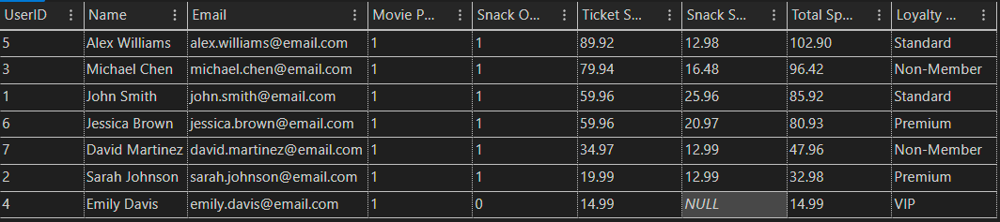 UserID Name Email Movie P... Snack O... Ticket S... Snack S... Total Sp... Loyalty ...
5 Alex Williams alex.williams@email.com 1 1 89.92 12.98 102.90 Standard
3 Michael Chen michael.chen@email.com 1 1 79.94 16.48 96.42 Non-Member
1 John Smith john.smith@email.com 1 1 59.96 25.96 85.92 Standard
6 Jessica Brown jessica.brown@email.com 1 1 59.96 20.97 80.93 Premium
7 David Martinez david.martinez@email.com 1 1 34.97 12.99 47.96 Non-Member
2 Sarah Johnson sarah.johnson@email.com 1 1 19.99 12.99 32.98 Premium
4 Emily Davis emily.davis@email.com 1 0 14.99 NULL 14.99 VIP